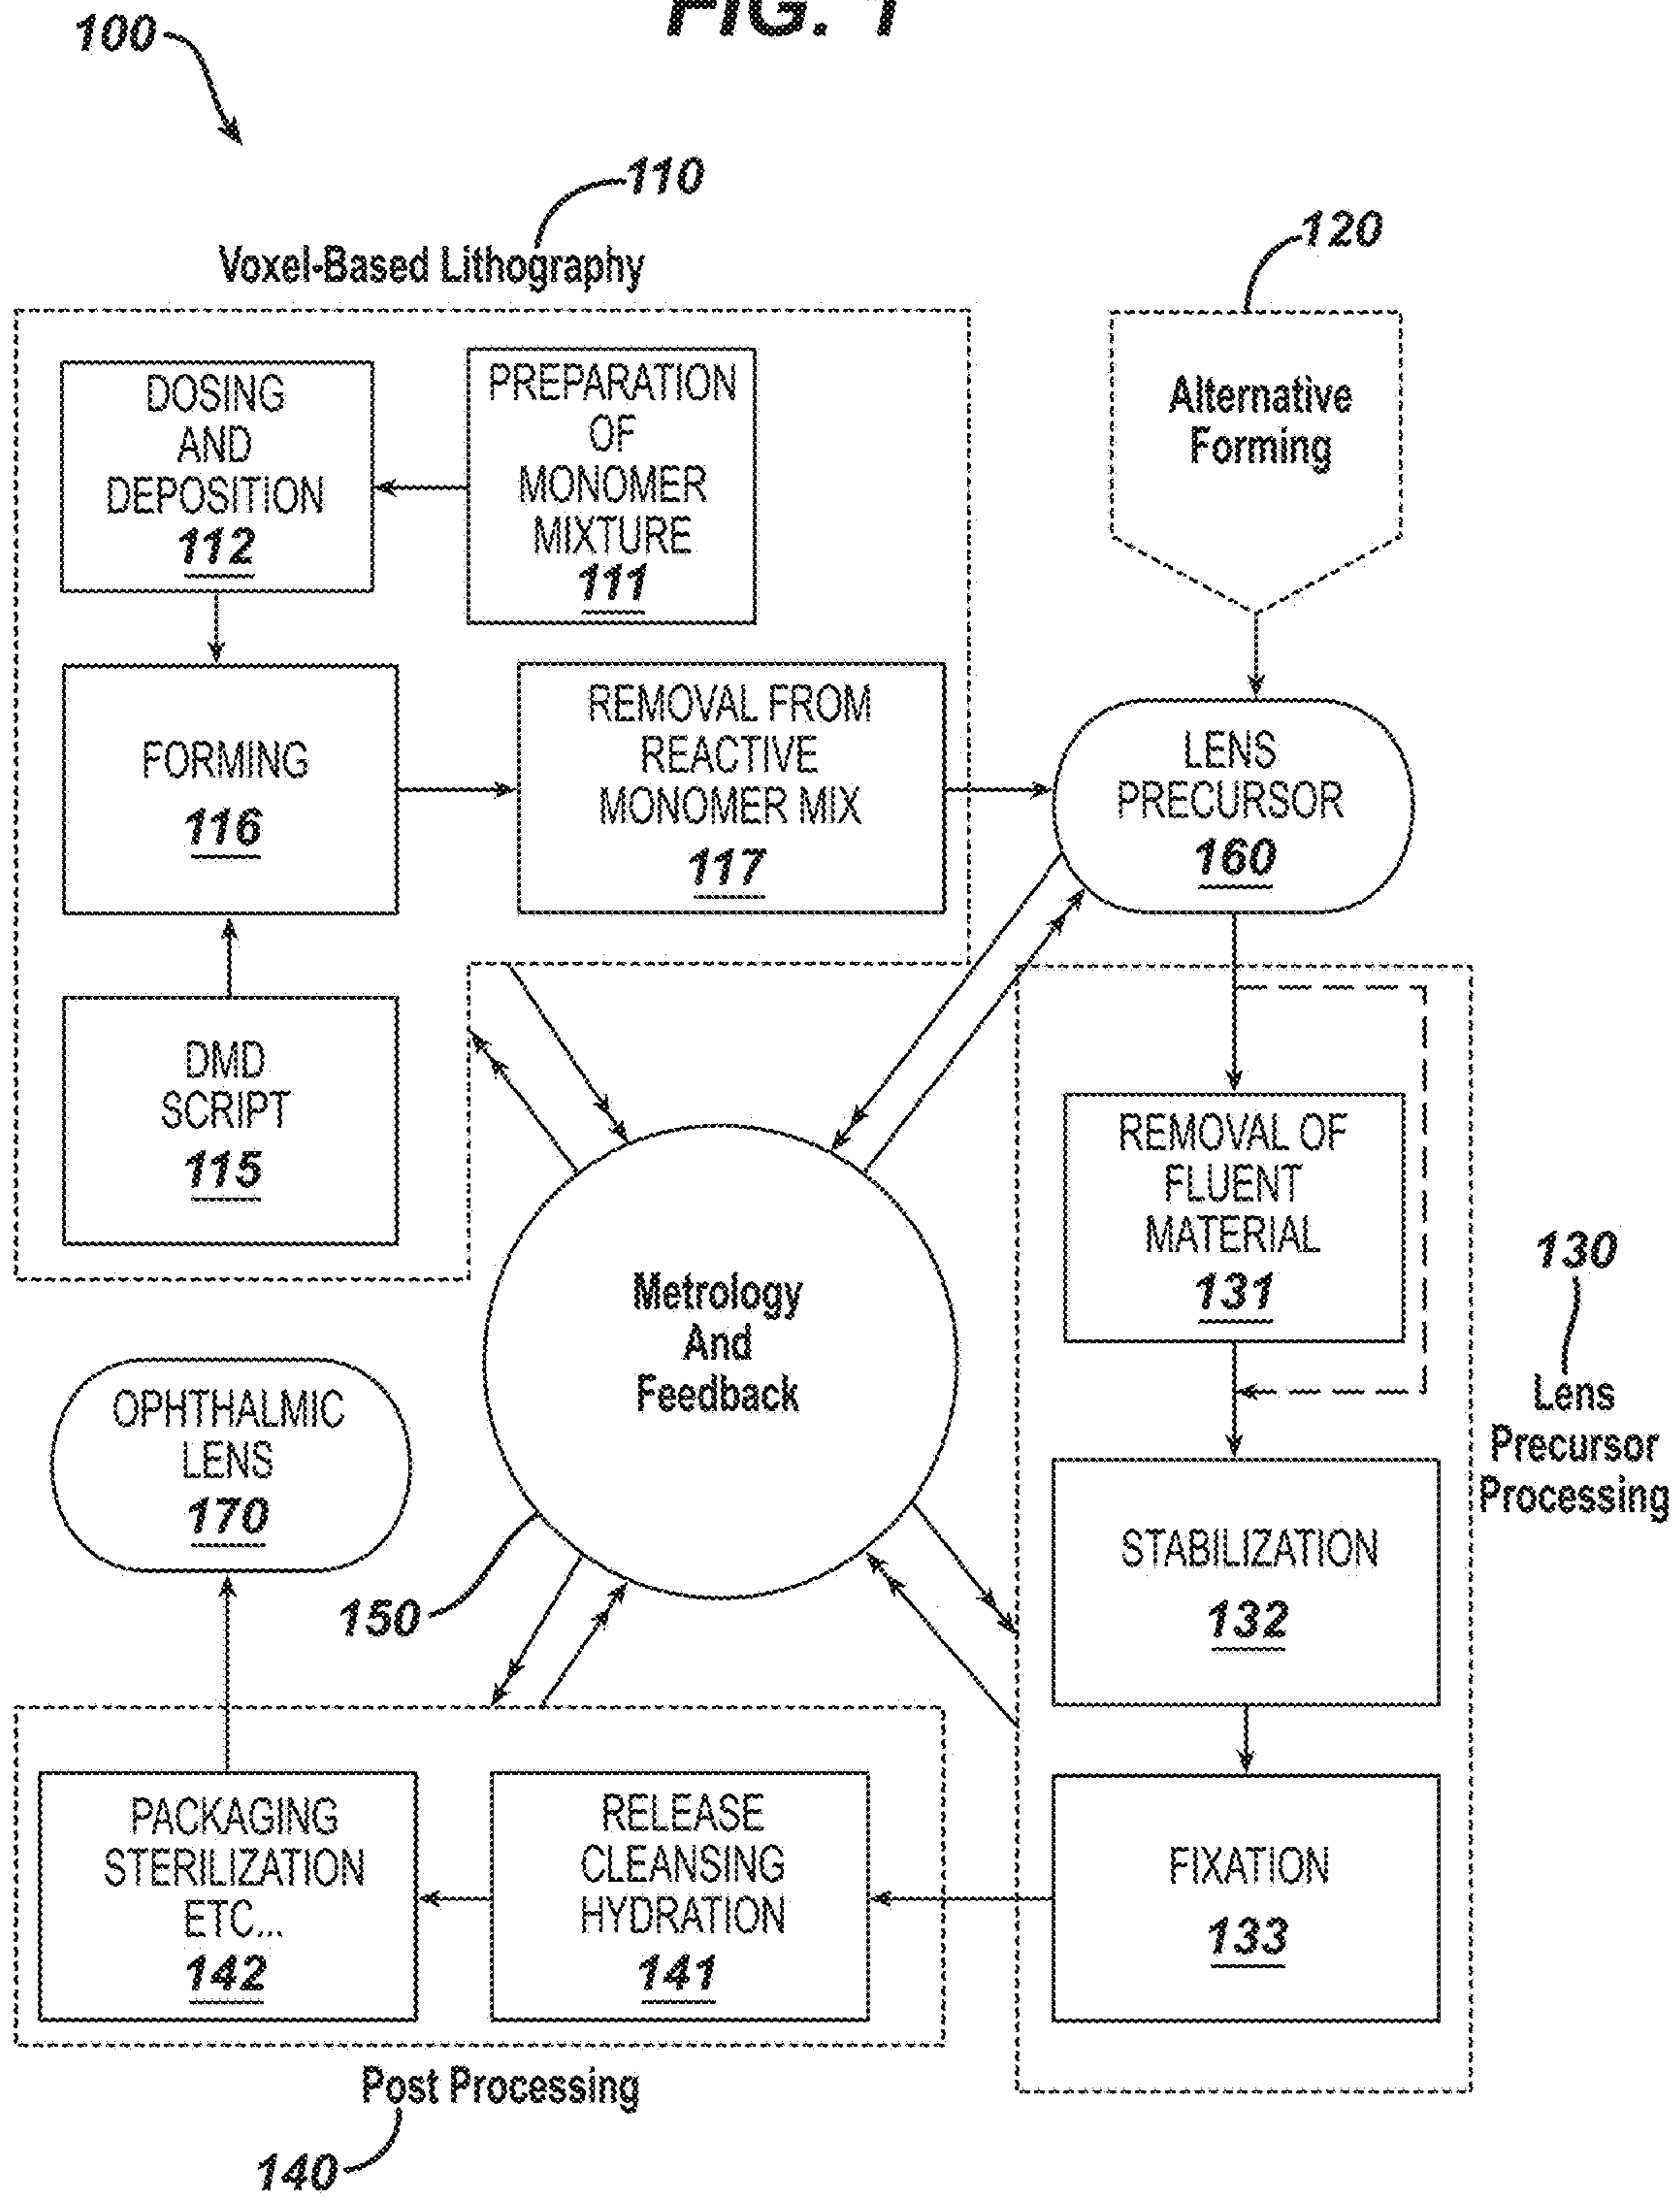 FIG. 1
100
110
Voxel-Based Lithography
120
DOSING
AND
DEPOSITION
112
PREPARATION
OF
MONOMER
MIXTURE
111
Alternative
Forming
FORMING
116
REMOVAL FROM
REACTIVE
MONOMER MIX
117
LENS
PRECURSOR
160
DMD
SCRIPT
115
REMOVAL OF
FLUENT
MATERIAL
131
130
Lens
Precursor
Processing
Metrology
And
Feedback
150
OPHTHALMIC
LENS
170
STABILIZATION
132
PACKAGING
STERILIZATION
ETC...
142
RELEASE
CLEANSING
HYDRATION
141
FIXATION
133
Post Processing
140